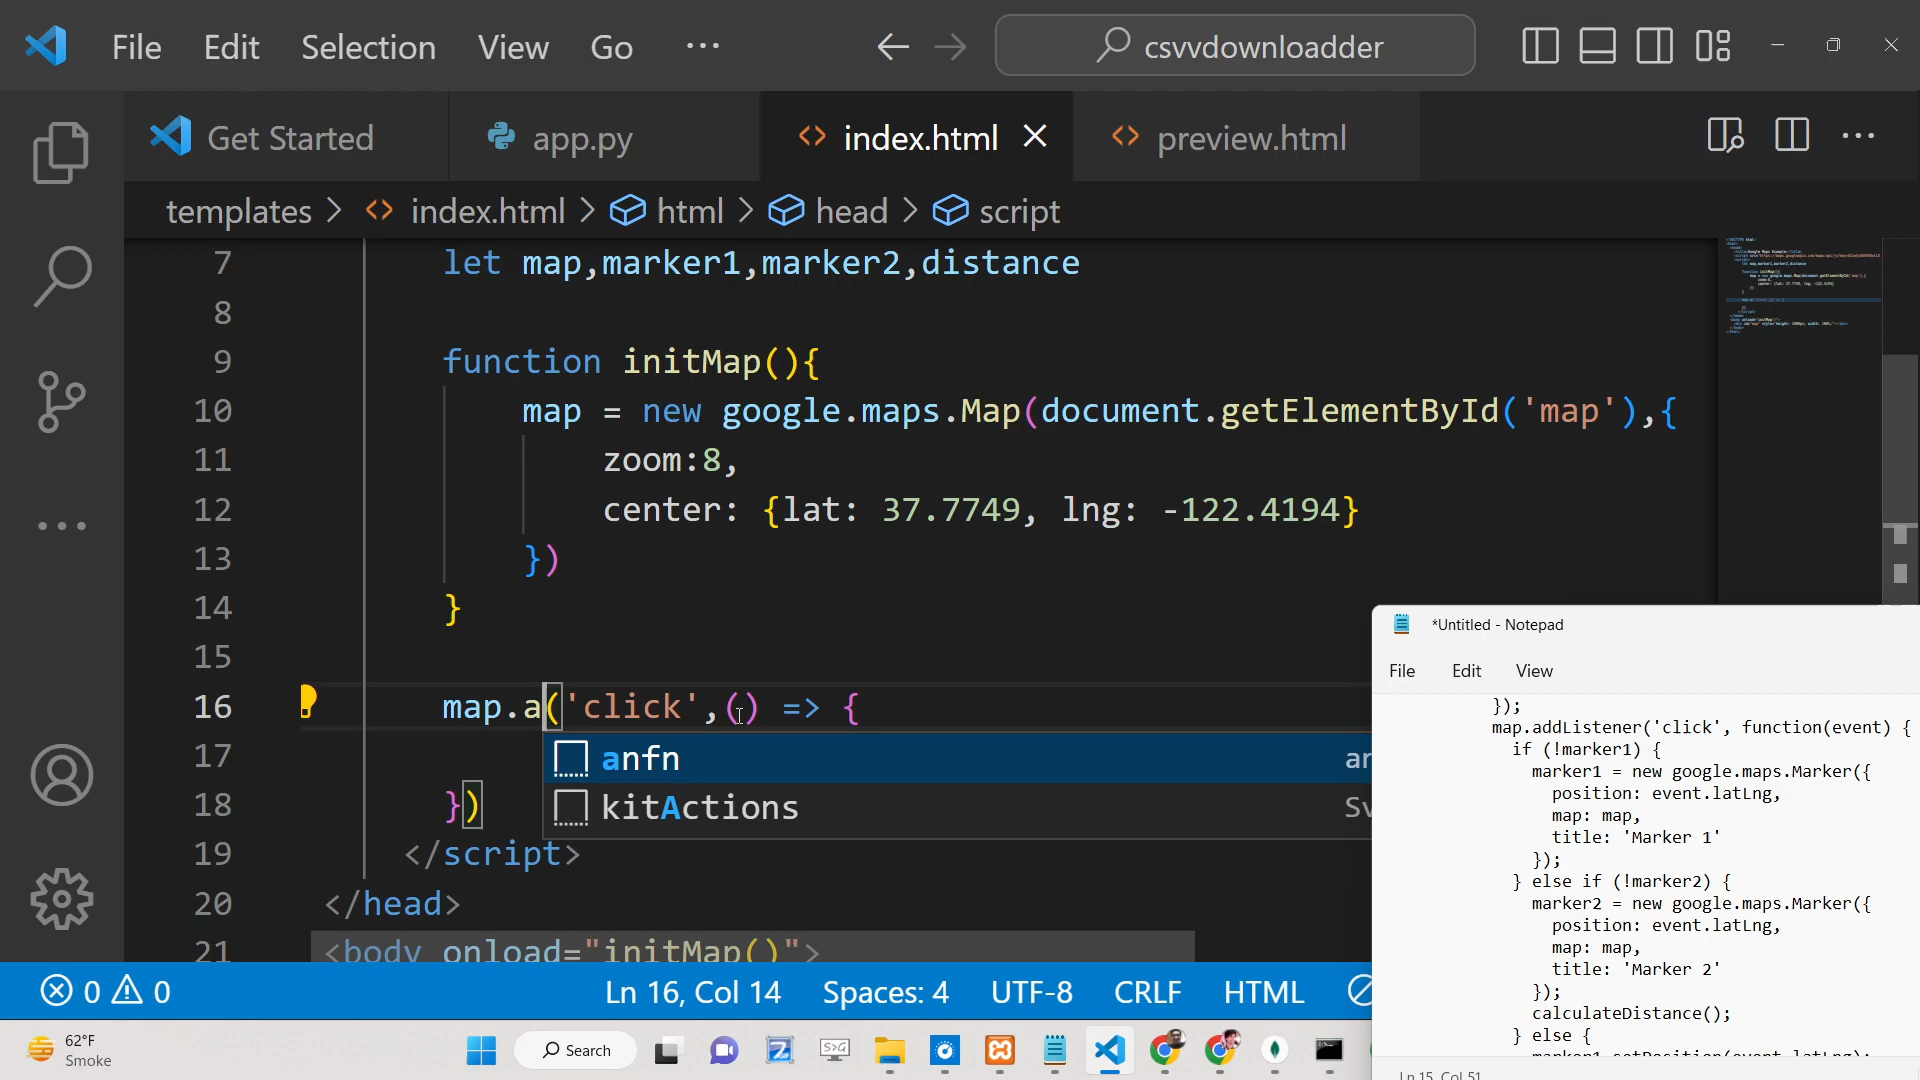 File Edit Selection View Go ... csvvdownloadder
Get Started app.py index.html preview.html
templates > index.html > html > head > script
7 let map,marker1,marker2,distance
8
9 function initMap(){
10 map = new google.maps.Map(document.getElementById('map'),{
11 zoom:8,
12 center: {lat: 37.7749, lng: -122.4194}
13 })
14 }
15
16 map.a('click',() => {
anfn
17
kitActions
18 })
19 </script>
20 </head>
21 <body onload="initMap()">
0 0 Ln 16, Col 14 Spaces: 4 UTF-8 CRLF HTML
*Untitled - Notepad
File Edit View
});
map.addListener('click', function(event) {
if (!marker1) {
marker1 = new google.maps.Marker({
position: event.latLng,
map: map,
title: 'Marker 1'
});
} else if (!marker2) {
marker2 = new google.maps.Marker({
position: event.latLng,
map: map,
title: 'Marker 2'
});
calculateDistance();
} else {
marker1.setPosition(event.latLng);
Ln 15, Col 51
62°F
Smoke
Search